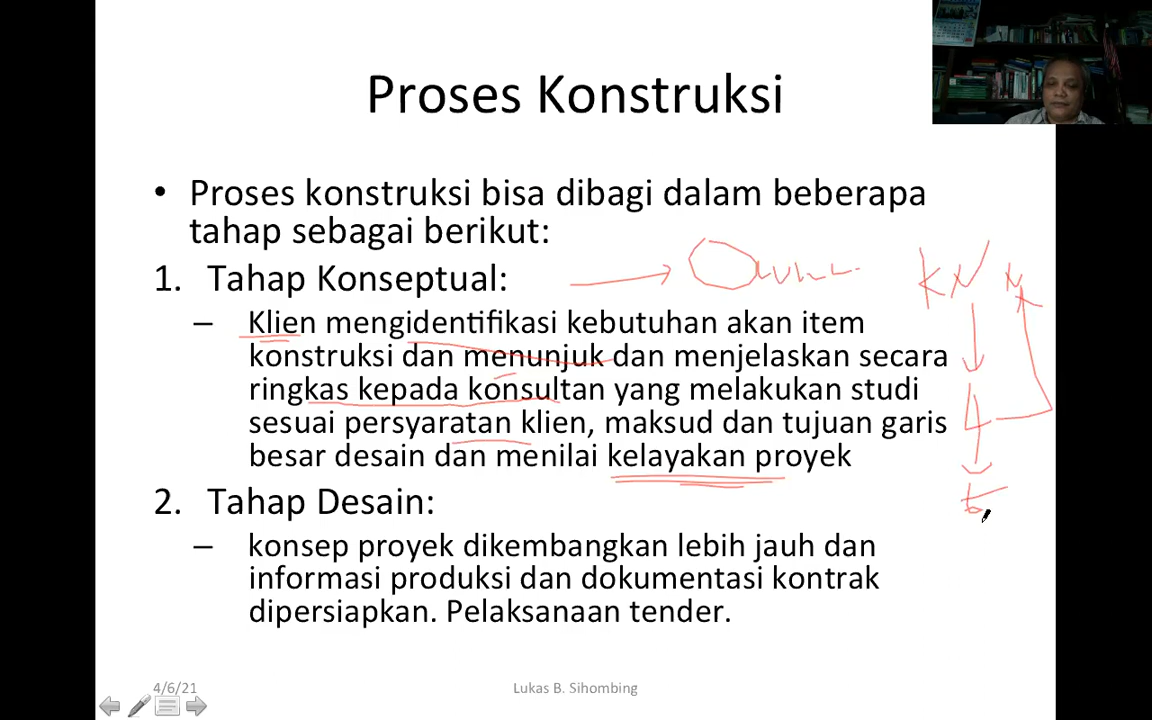 Proses Konstruksi
• Proses konstruksi bisa dibagi dalam beberapa
tahap sebagai berikut:
1. Tahap Konseptual:
– Klien mengidentifikasi kebutuhan akan item
konstruksi dan menunjuk dan menjelaskan secara
ringkas kepada konsultan yang melakukan studi
sesuai persyaratan klien, maksud dan tujuan garis
besar desain dan menilai kelayakan proyek
2. Tahap Desain:
– konsep proyek dikembangkan lebih jauh dan
informasi produksi dan dokumentasi kontrak
dipersiapkan. Pelaksanaan tender.
4/6/21
Lukas B. Sihombing